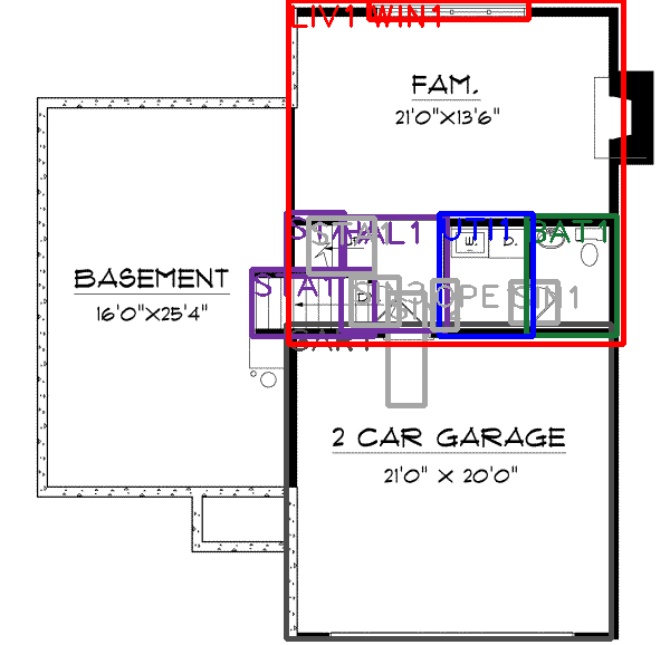 LIV1 WIN1
FAM.
21'0"X13'6"
HAL1 UTI1 BAT1
W. D.
BASEMENT
16'0"X25'4"
STA1
GAR1
2 CAR GARAGE
21'0" X 20'0"